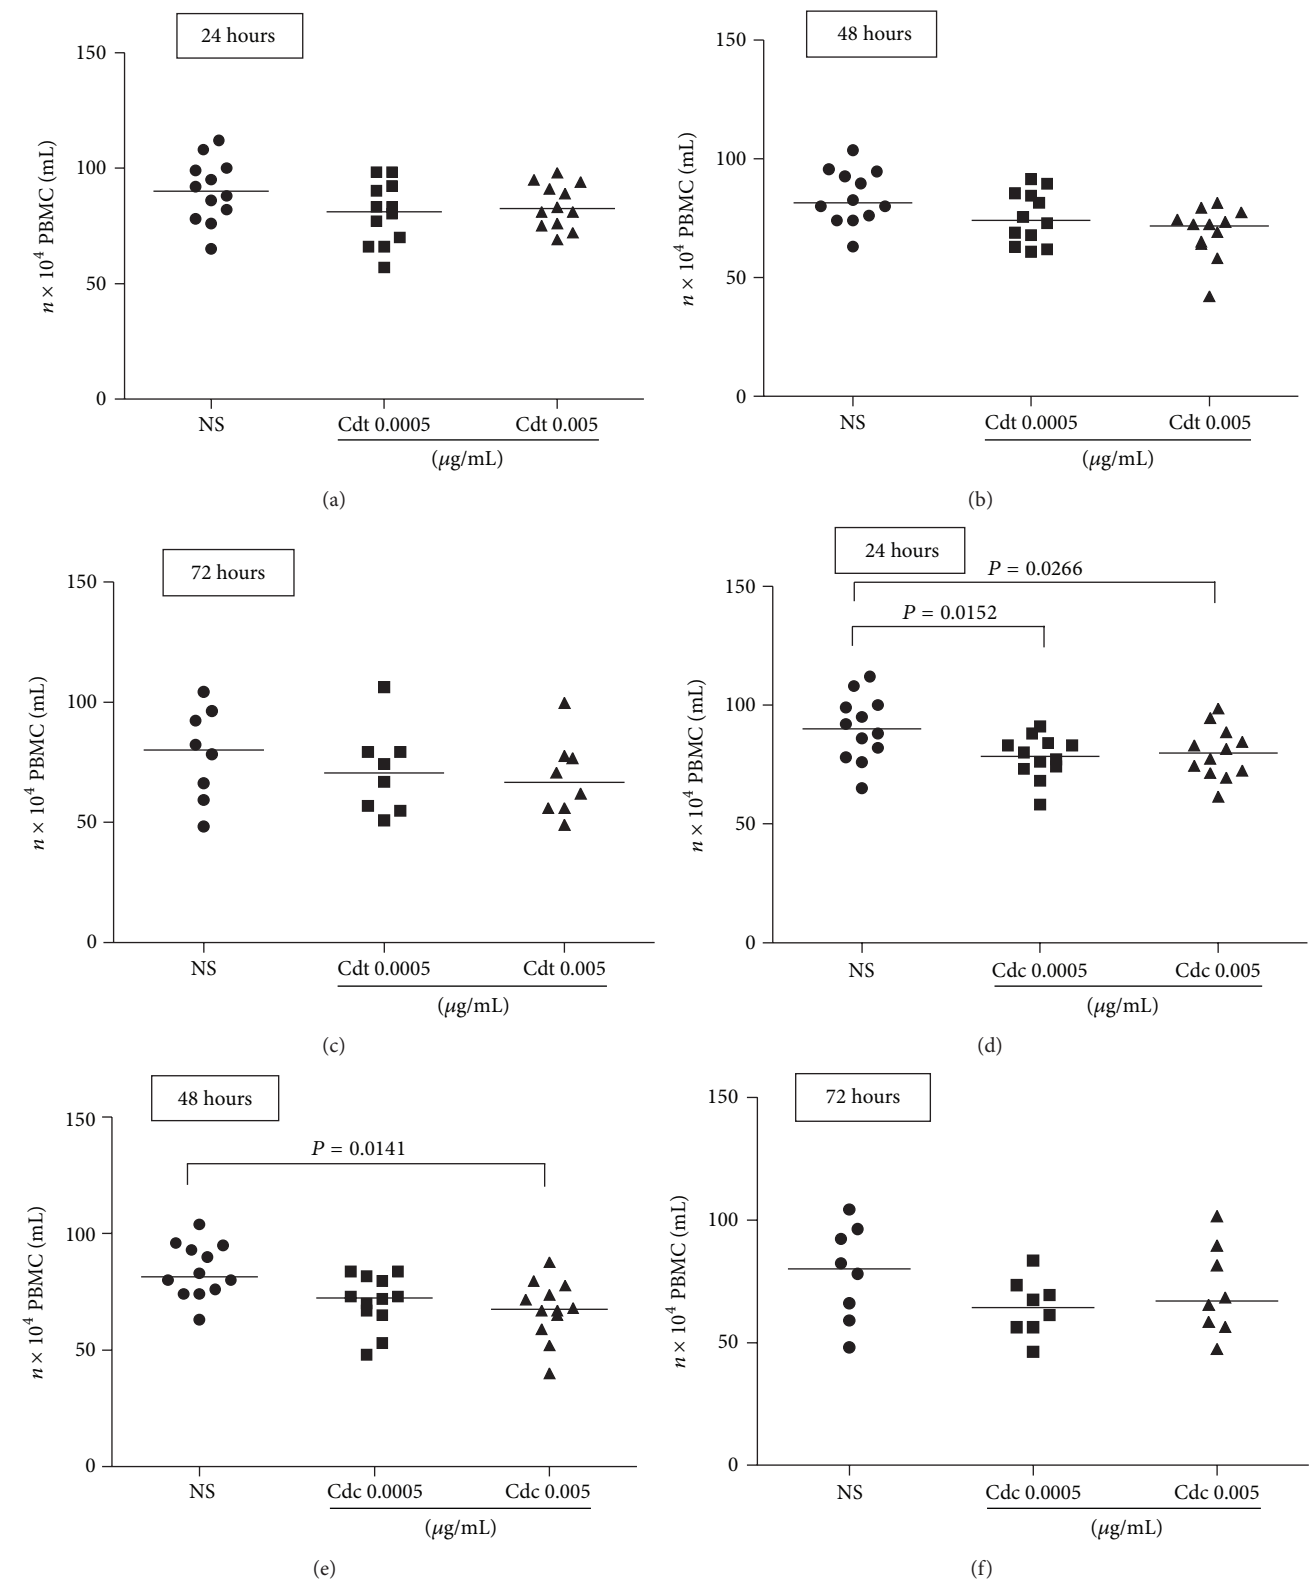 24 hours
150
100
50
0
n × 10⁴ PBMC (mL)
NS
Cdt 0.0005
Cdt 0.005
(μg/mL)
(a)
48 hours
150
100
50
0
n × 10⁴ PBMC (mL)
NS
Cdt 0.0005
Cdt 0.005
(μg/mL)
(b)
72 hours
150
100
50
0
n × 10⁴ PBMC (mL)
NS
Cdt 0.0005
Cdt 0.005
(μg/mL)
(c)
24 hours
P = 0.0266
P = 0.0152
150
100
50
0
n × 10⁴ PBMC (mL)
NS
Cdc 0.0005
Cdc 0.005
(μg/mL)
(d)
48 hours
P = 0.0141
150
100
50
0
n × 10⁴ PBMC (mL)
NS
Cdc 0.0005
Cdc 0.005
(μg/mL)
(e)
72 hours
150
100
50
0
n × 10⁴ PBMC (mL)
NS
Cdc 0.0005
Cdc 0.005
(μg/mL)
(f)